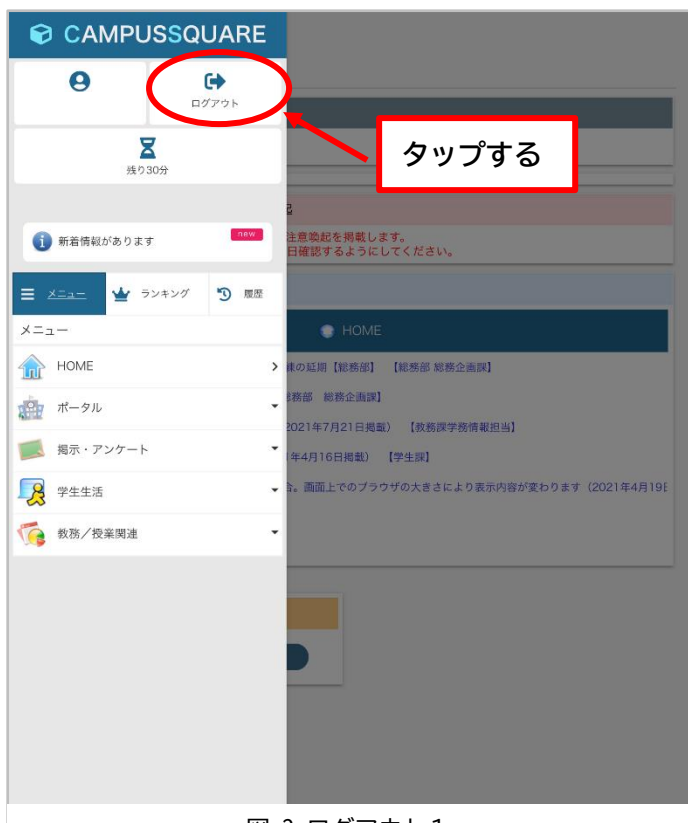 CAMPUSSQUARE
ログアウト
タップする
残り30分
新着情報があります
new
注意喚起を掲載します。
日確認するようにしてください。
メニュー
ランキング
履歴
メニュー
HOME
HOME
の延期【総務部】 【総務部 総務企画課】
ポータル
務部 総務企画課】
2021年7月21日掲載） 【教務課学務情報担当】
掲示・アンケート
年4月16日掲載） 【学生課】
学生生活
。画面上でのブラウザの大きさにより表示内容が変わります（2021年4月19
教務／授業関連